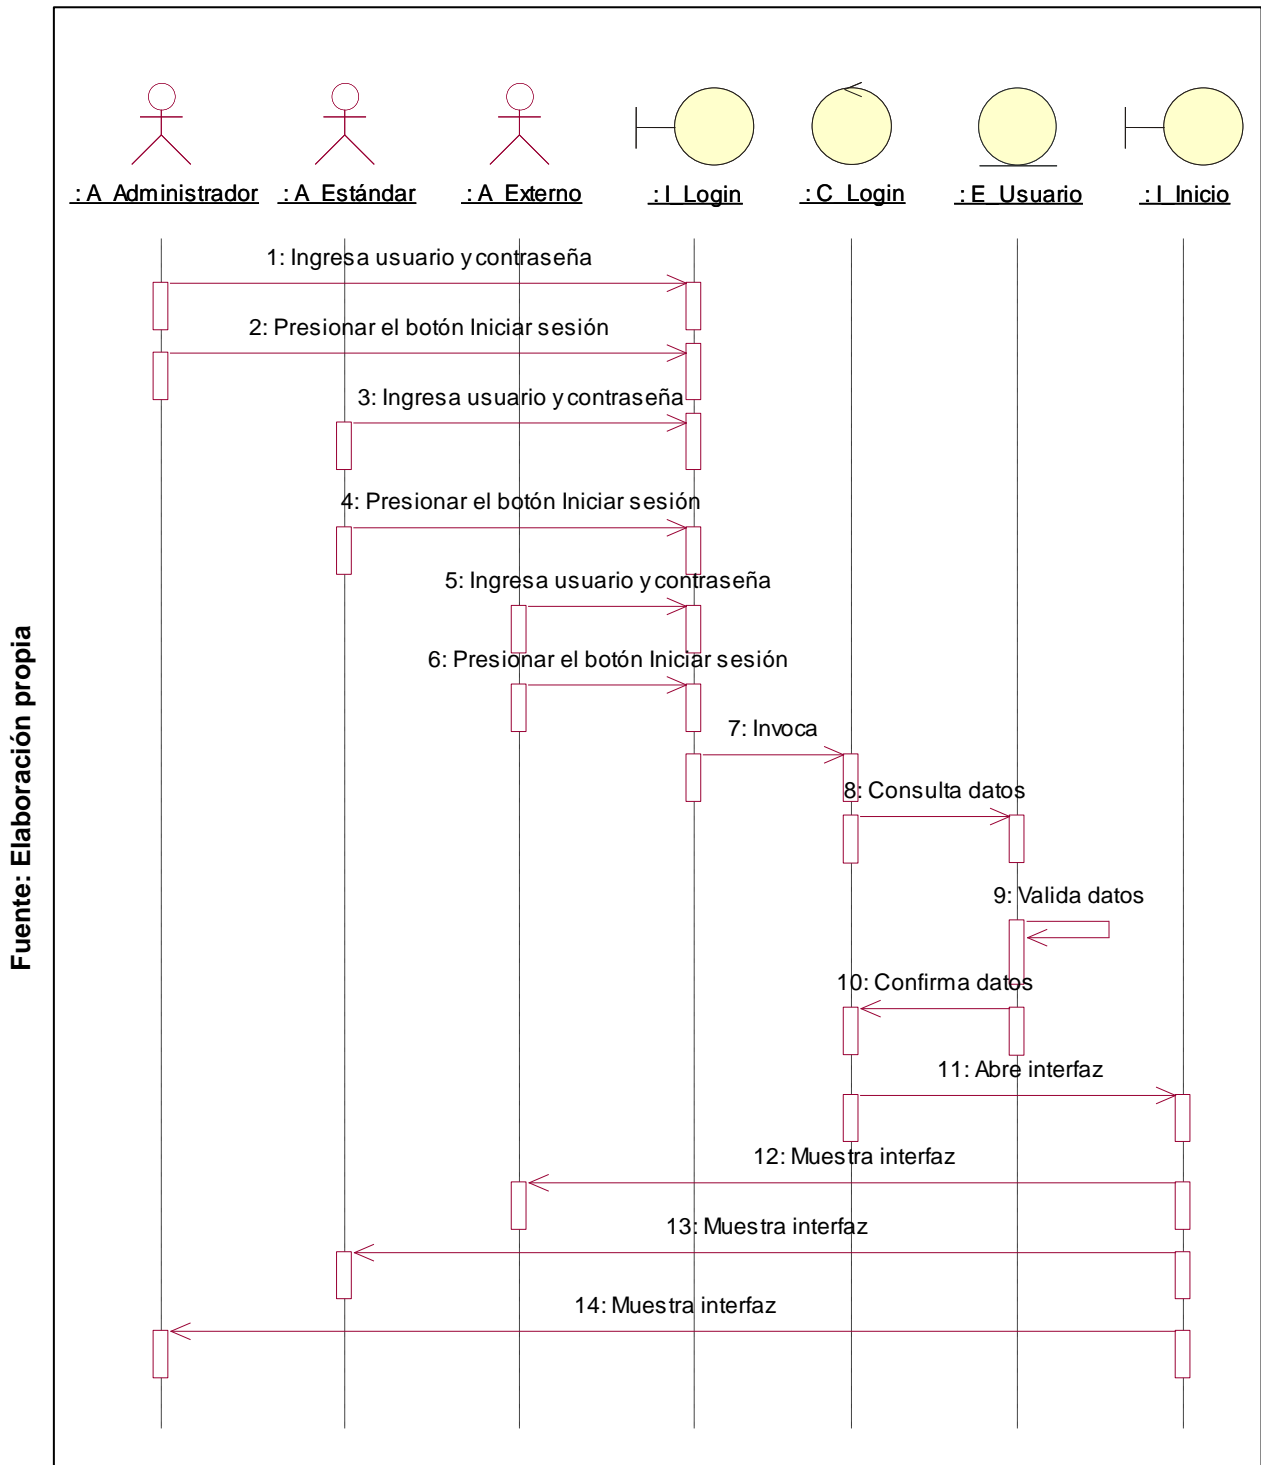 : A_Administrador
: A_Estándar
: A_Externo
: I_Login
: C_Login
: E_Usuario
: I_Inicio
1: Ingresa usuario y contraseña
2: Presionar el botón Iniciar sesión
3: Ingresa usuario y contraseña
4: Presionar el botón Iniciar sesión
5: Ingresa usuario y contraseña
6: Presionar el botón Iniciar sesión
7: Invoca
8: Consulta datos
9: Valida datos
10: Confirma datos
11: Abre interfaz
12: Muestra interfaz
13: Muestra interfaz
14: Muestra interfaz
Fuente: Elaboración propia